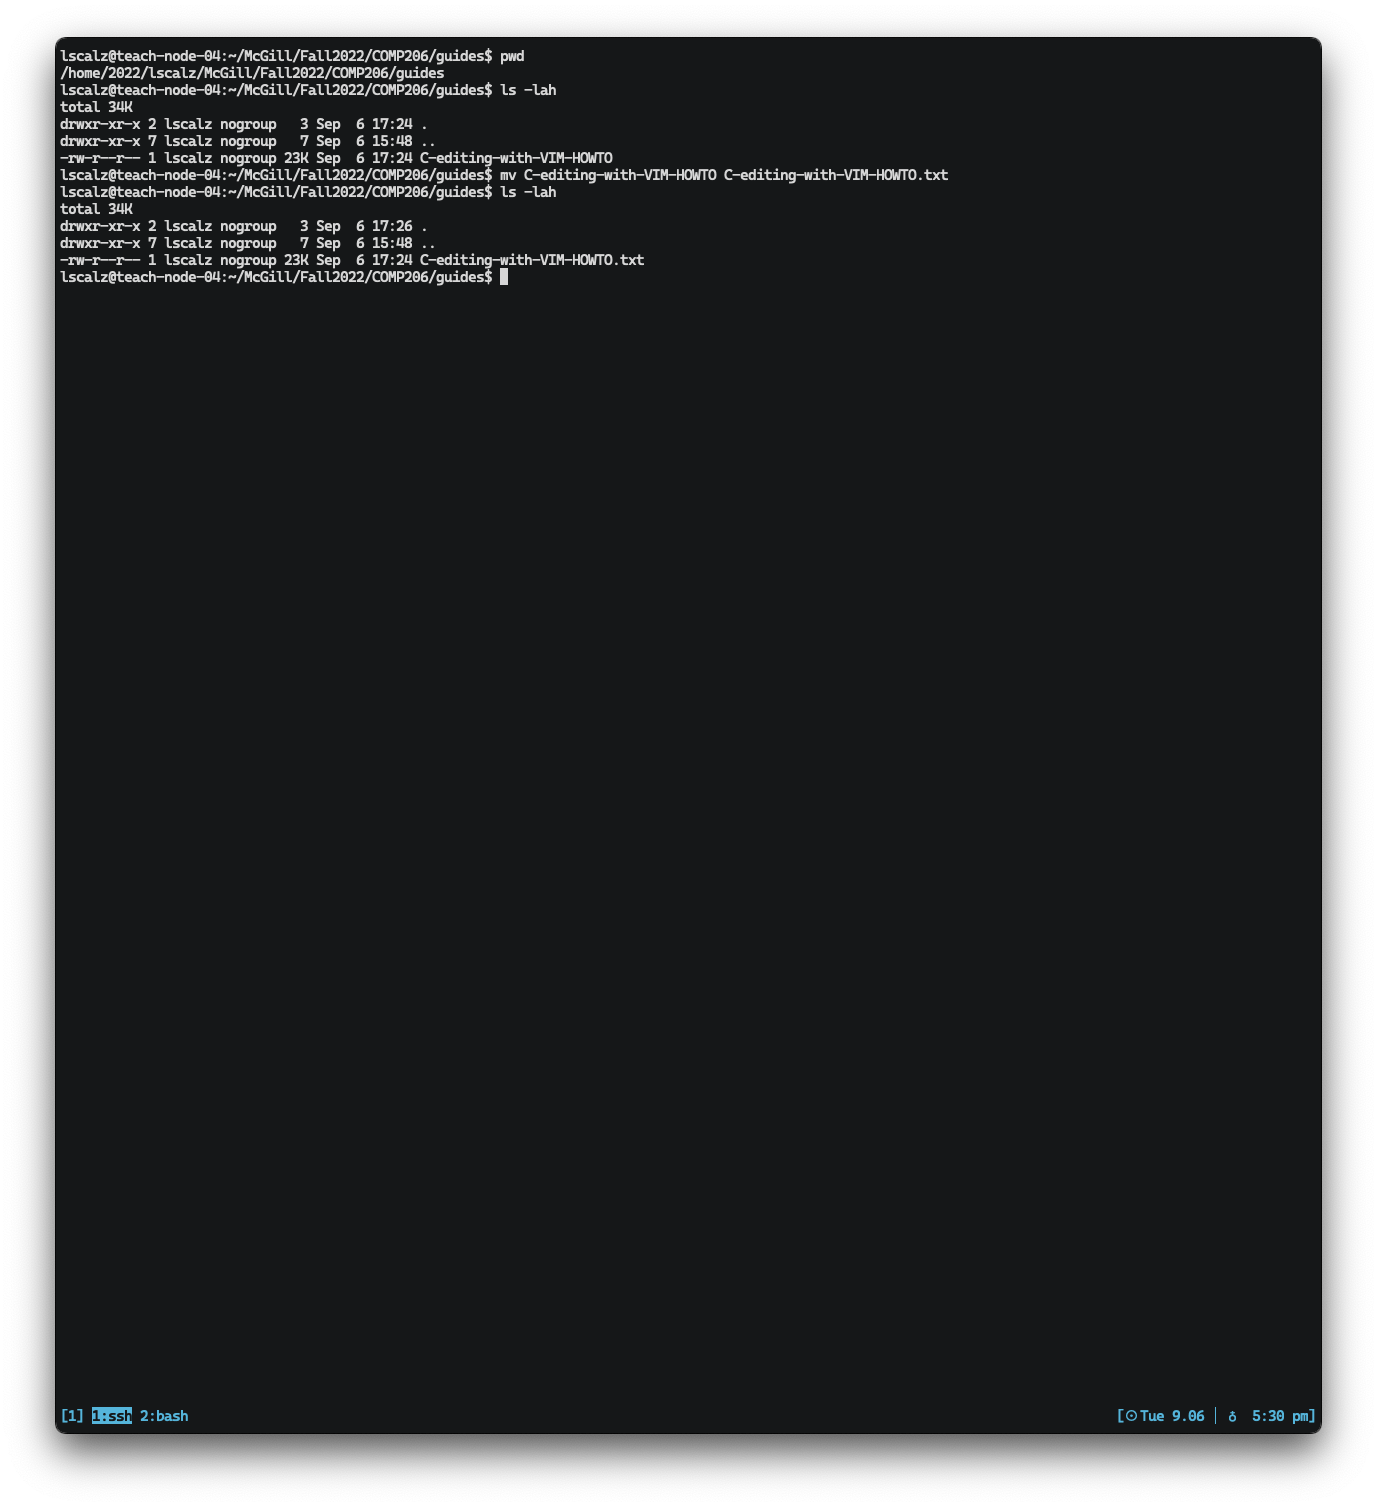 lscalz@teach-node-04:~/McGill/Fall2022/COMP206/guides$ pwd
/home/2022/lscalz/McGill/Fall2022/COMP206/guides
lscalz@teach-node-04:~/McGill/Fall2022/COMP206/guides$ ls -lah
total 34K
drwxr-xr-x 2 lscalz nogroup   3 Sep  6 17:24 .
drwxr-xr-x 7 lscalz nogroup   7 Sep  6 15:48 ..
-rw-r--r-- 1 lscalz nogroup 23K Sep  6 17:24 C-editing-with-VIM-HOWTO
lscalz@teach-node-04:~/McGill/Fall2022/COMP206/guides$ mv C-editing-with-VIM-HOWTO C-editing-with-VIM-HOWTO.txt
lscalz@teach-node-04:~/McGill/Fall2022/COMP206/guides$ ls -lah
total 34K
drwxr-xr-x 2 lscalz nogroup   3 Sep  6 17:26 .
drwxr-xr-x 7 lscalz nogroup   7 Sep  6 15:48 ..
-rw-r--r-- 1 lscalz nogroup 23K Sep  6 17:24 C-editing-with-VIM-HOWTO.txt
lscalz@teach-node-04:~/McGill/Fall2022/COMP206/guides$
[1] 1:ssh 2:bash [☉Tue 9.06 │ ♁ 5:30 pm]